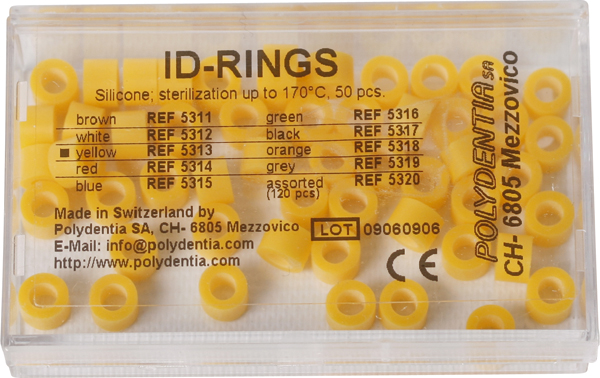 ID-RINGS
Silicone; sterilization up to 170°C, 50 pcs.
brown REF 5311 green REF 5316
white REF 5312 black REF 5317
■ yellow REF 5313 orange REF 5318
red REF 5314 grey REF 5319
blue REF 5315 assorted REF 5320
(120 pcs)
Made in Switzerland by
Polydentia SA, CH- 6805 Mezzovico
E-Mail: info@polydentia.com
http://www.polydentia.com
LOT 09060906
CE
POLYDENTIA SA
CH- 6805 Mezzovico